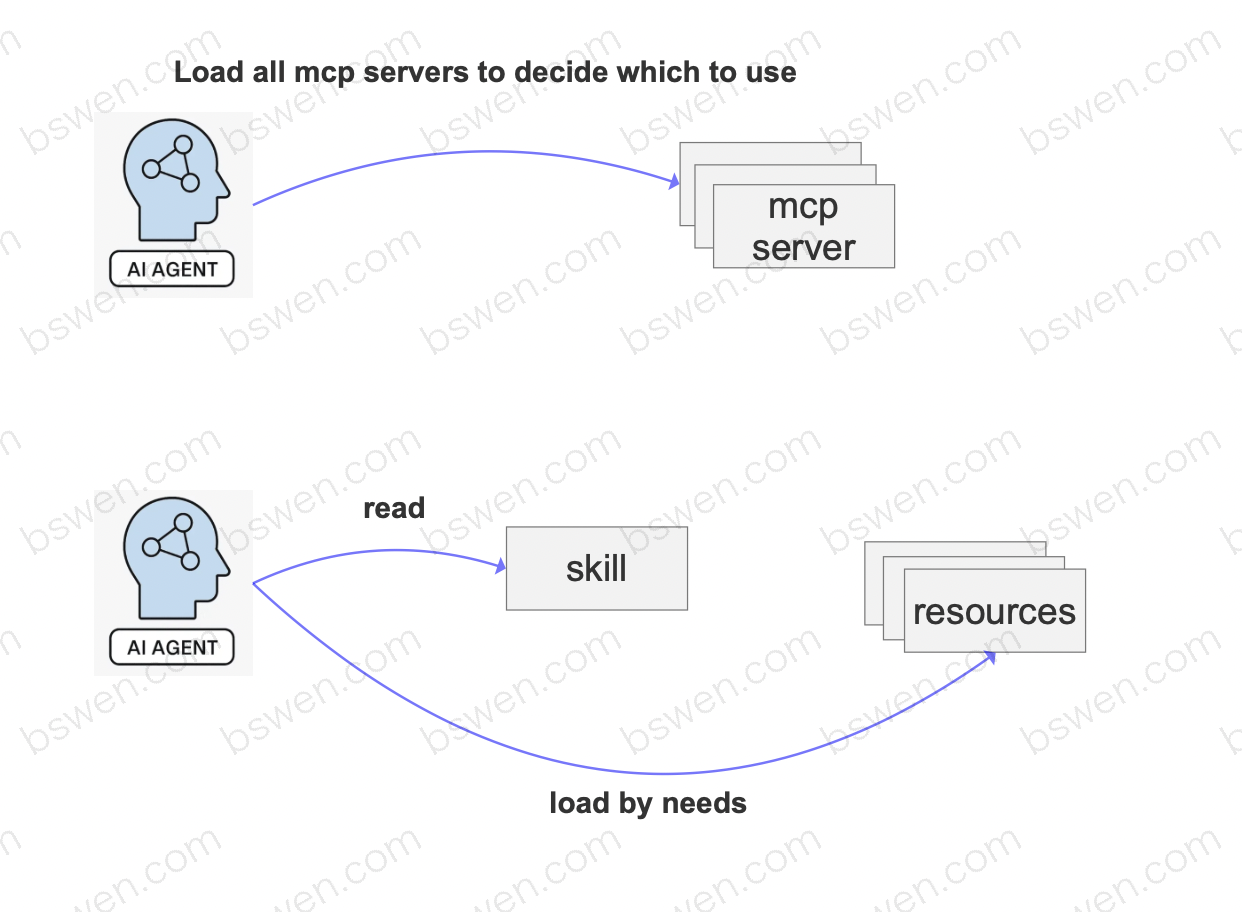 Load all mcp servers to decide which to use
AI AGENT
mcp
server
read
skill
AI AGENT
resources
load by needs
bswen.com